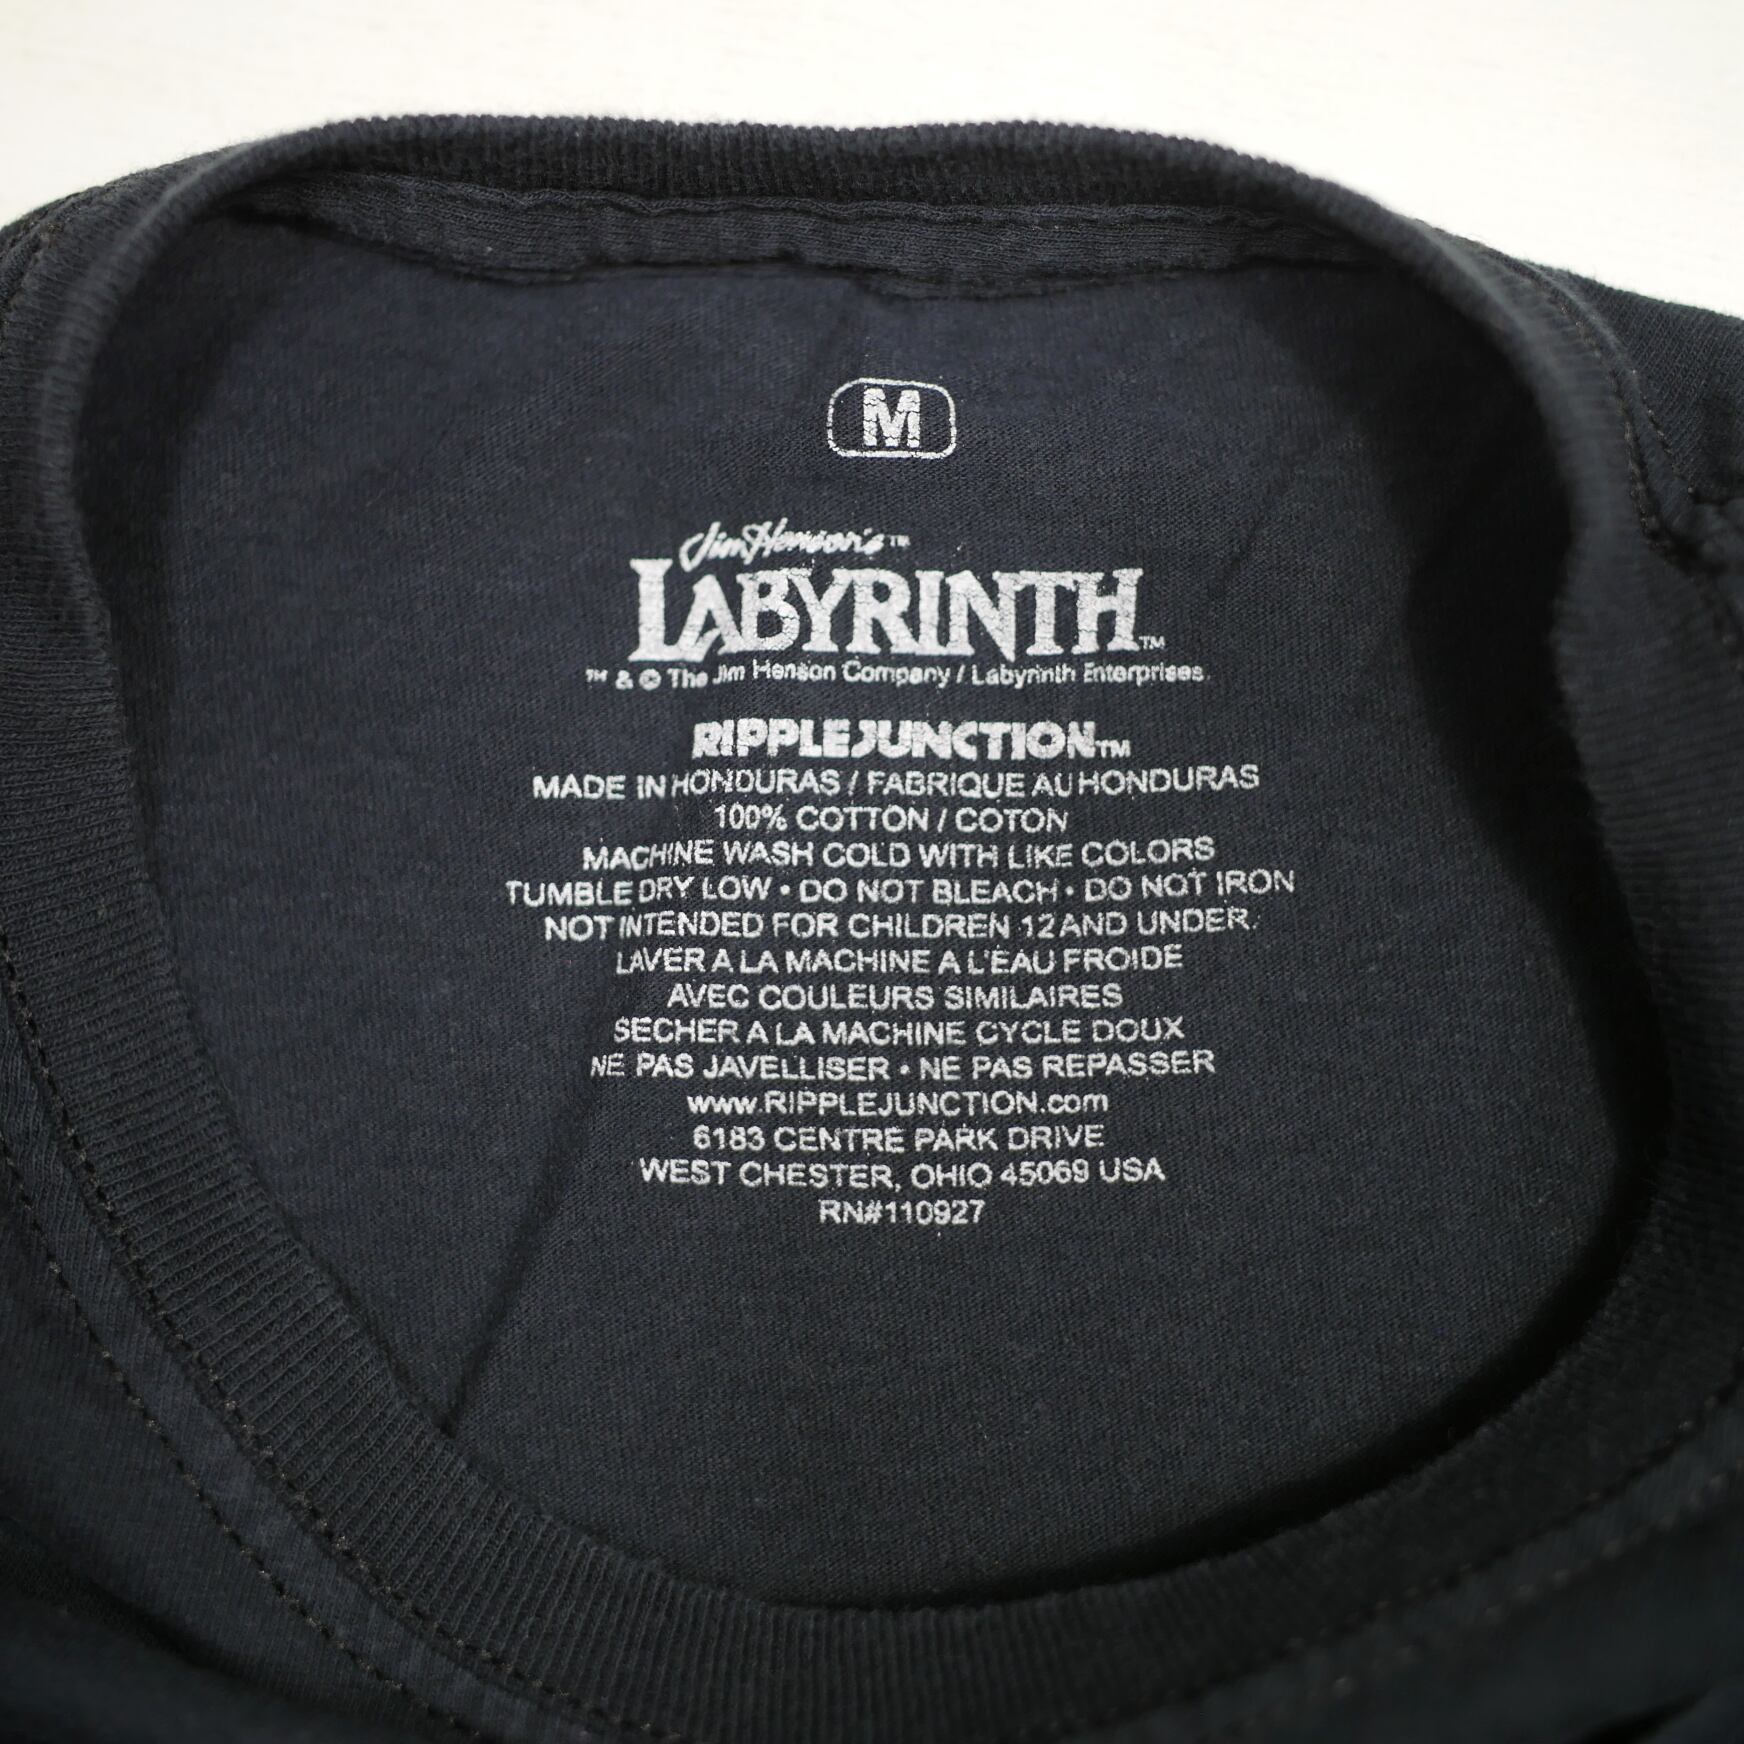 M
Jim Henson's™
LABYRINTH™
™ & © The Jim Henson Company / Labyrinth Enterprises.
RIPPLEJUNCTION™
MADE IN HONDURAS / FABRIQUE AU HONDURAS
100% COTTON / COTON
MACHINE WASH COLD WITH LIKE COLORS
TUMBLE DRY LOW • DO NOT BLEACH • DO NOT IRON
NOT INTENDED FOR CHILDREN 12 AND UNDER.
LAVER A LA MACHINE A L'EAU FROIDE
AVEC COULEURS SIMILAIRES
SECHER A LA MACHINE CYCLE DOUX
NE PAS JAVELLISER • NE PAS REPASSER
www.RIPPLEJUNCTION.com
6183 CENTRE PARK DRIVE
WEST CHESTER, OHIO 45069 USA
RN#110927